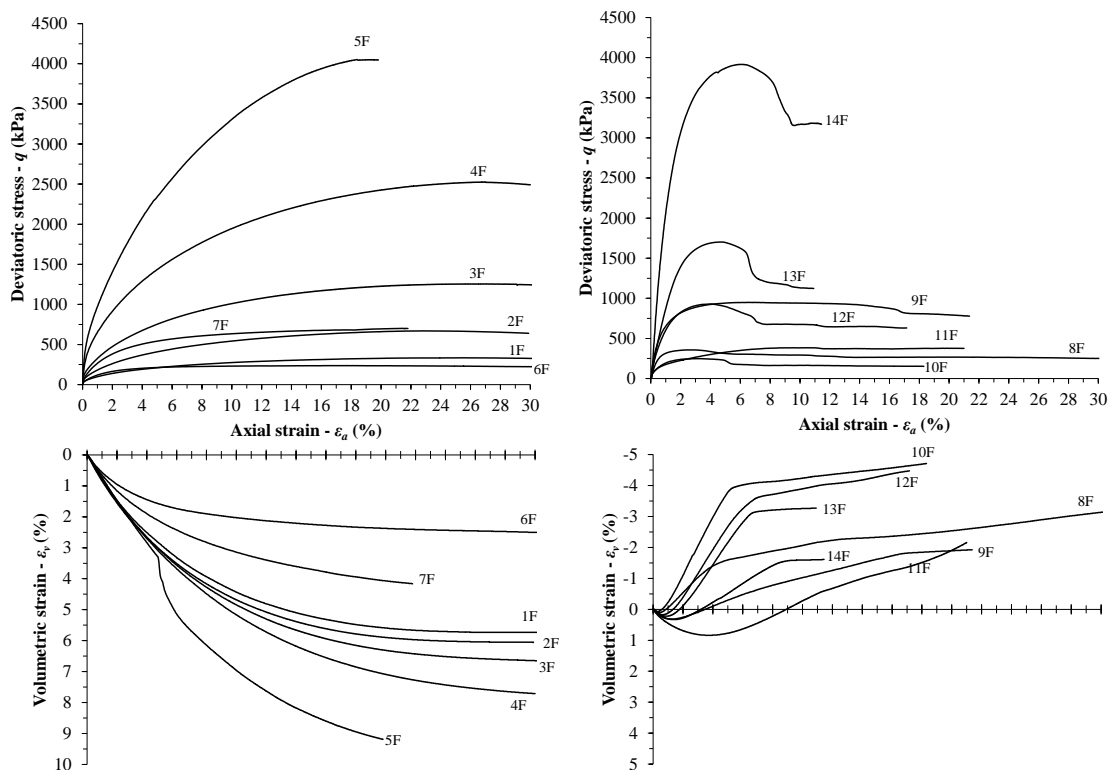 4500
4000
3500
3000
2500
2000
1500
1000
500
0
Deviatoric stress - q (kPa)
5F
4F
3F
7F
2F
1F
6F
0 2 4 6 8 10 12 14 16 18 20 22 24 26 28 30
Axial strain - εa (%)
4500
4000
3500
3000
2500
2000
1500
1000
500
0
Deviatoric stress - q (kPa)
14F
13F
9F
12F
11F
8F
10F
0 2 4 6 8 10 12 14 16 18 20 22 24 26 28 30
Axial strain - εa (%)
0
1
2
3
4
5
6
7
8
9
10
Volumetric strain - εv (%)
6F
7F
1F
2F
3F
4F
5F
-5
-4
-3
-2
-1
0
1
2
3
4
5
Volumetric strain - εv (%)
10F
12F
13F
8F
14F
9F
11F